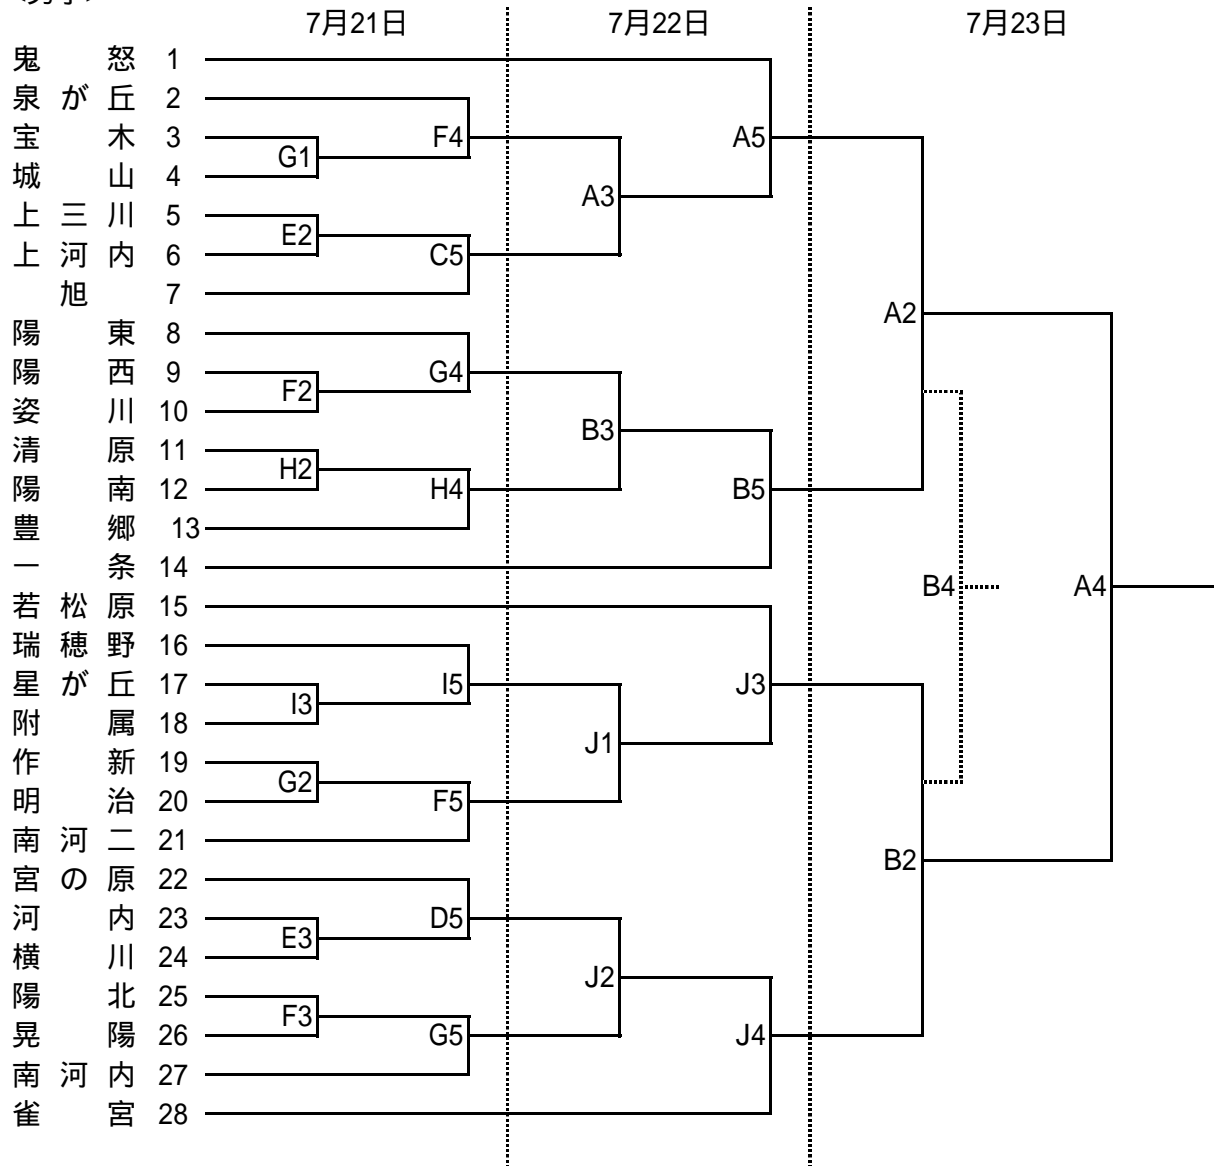 7月21日 7月22日 7月23日
鬼怒 1
泉が丘 2
F4 A5
宝木 3
G1
城山 4
A3
上三川 5
E2
上河内 6
C5
旭 7
A2
陽東 8
陽西 9
G4
F2
姿川 10
B3
清原 11
H2
陽南 12
H4 B5
豊郷 13
一条 14
B4 A4
若松原 15
瑞穂野 16
星が丘 17
I5 J3
I3
附属 18
J1
作新 19
G2
明治 20
F5
南河二 21
B2
宮の原 22
河内 23
D5
E3
横川 24
J2
陽北 25
F3
晃陽 26
G5 J4
南河内 27
雀宮 28